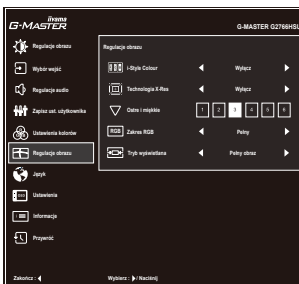 iiyama
G-MASTER
G-MASTER G2766HSU
Regulacje obrazu
Wybór wejść
Regulacje audio
Zapisz ust. użytkownika
Ustawienia kolorów
Regulacje obrazu
Język
Ustawienia
Informacje
Przywróć
Regulacje obrazu
i-Style Colour Wyłącz
Technologia X-Res Wyłącz
Ostre i miękkie 1 2 3 4 5 6
RGB Zakres RGB Pełny
Tryb wyświetlana Pełny obraz
Zakończ : Wybierz : / Naciśnij